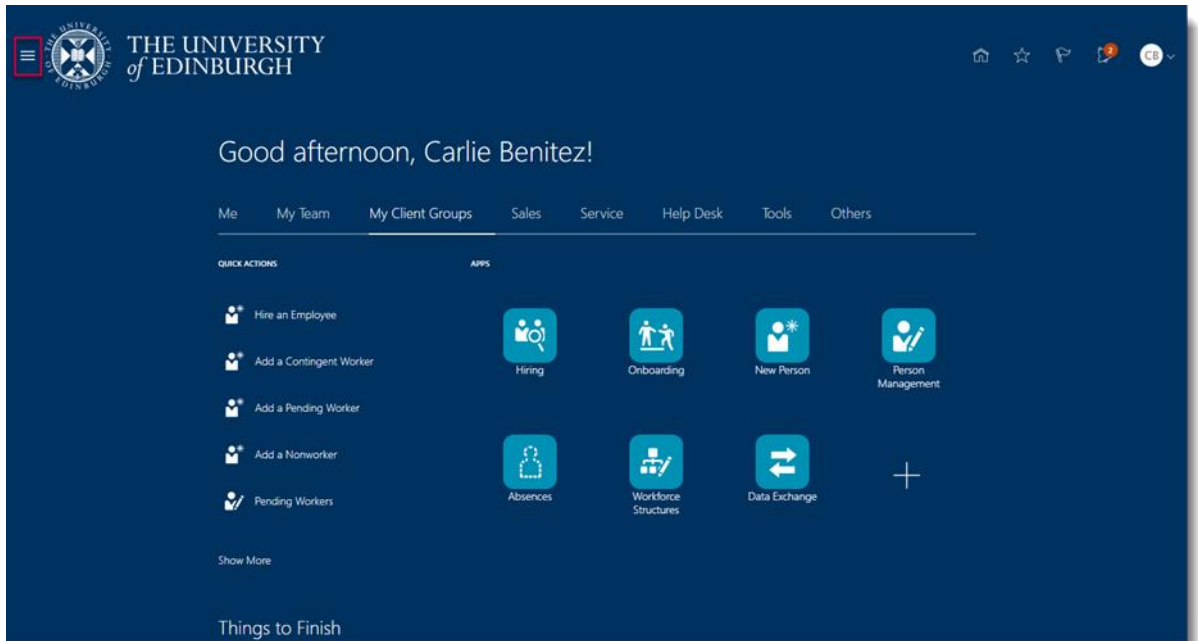 THE UNIVERSITY
of EDINBURGH
2
CB
Good afternoon, Carlie Benitez!
Me My Team My Client Groups Sales Service Help Desk Tools Others
QUICK ACTIONS
APPS
Hire an Employee
Add a Contingent Worker
Add a Pending Worker
Add a Nonworker
Pending Workers
Show More
Hiring
Onboarding
New Person
Person
Management
Absences
Workforce
Structures
Data Exchange
Things to Finish